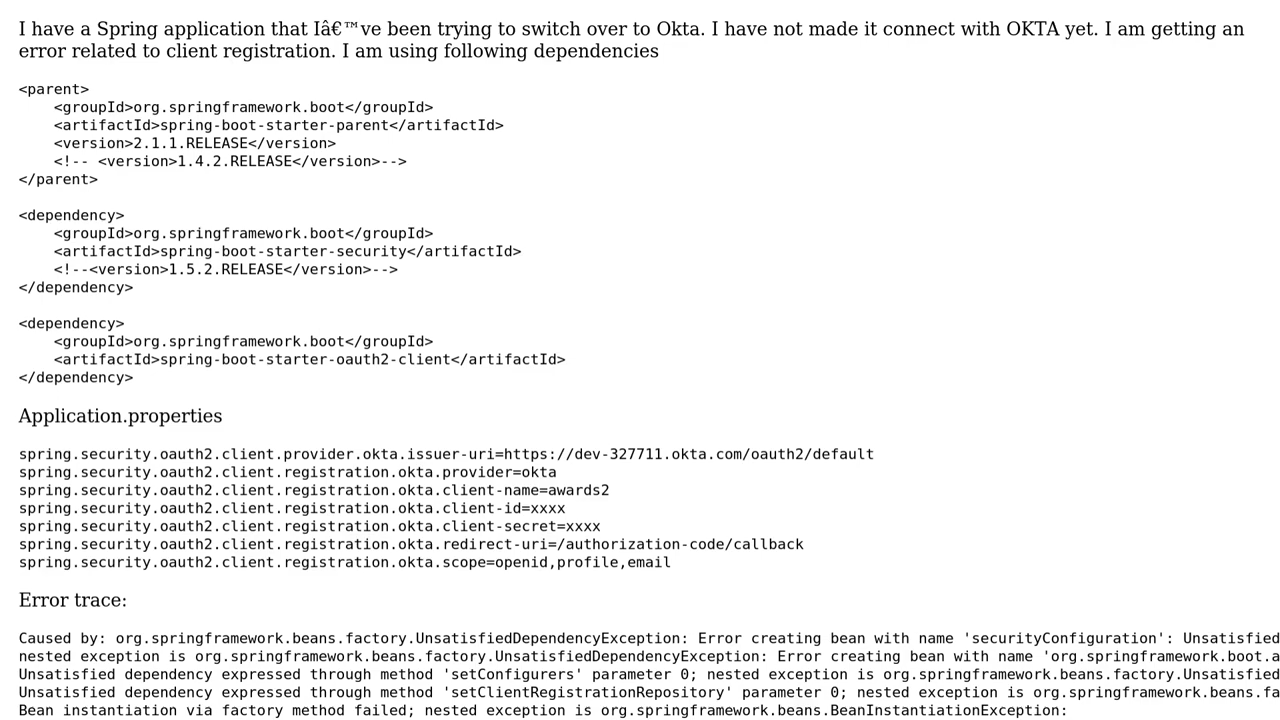 I have a Spring application that Iâ€™ve been trying to switch over to Okta. I have not made it connect with OKTA yet. I am getting an
error related to client registration. I am using following dependencies
<parent>
    <groupId>org.springframework.boot</groupId>
    <artifactId>spring-boot-starter-parent</artifactId>
    <version>2.1.1.RELEASE</version>
    <!-- <version>1.4.2.RELEASE</version>-->
</parent>
<dependency>
    <groupId>org.springframework.boot</groupId>
    <artifactId>spring-boot-starter-security</artifactId>
    <!--<version>1.5.2.RELEASE</version>-->
</dependency>
<dependency>
    <groupId>org.springframework.boot</groupId>
    <artifactId>spring-boot-starter-oauth2-client</artifactId>
</dependency>
Application.properties
spring.security.oauth2.client.provider.okta.issuer-uri=https://dev-327711.okta.com/oauth2/default
spring.security.oauth2.client.registration.okta.provider=okta
spring.security.oauth2.client.registration.okta.client-name=awards2
spring.security.oauth2.client.registration.okta.client-id=xxxx
spring.security.oauth2.client.registration.okta.client-secret=xxxx
spring.security.oauth2.client.registration.okta.redirect-uri=/authorization-code/callback
spring.security.oauth2.client.registration.okta.scope=openid,profile,email
Error trace:
Caused by: org.springframework.beans.factory.UnsatisfiedDependencyException: Error creating bean with name 'securityConfiguration': Unsatisfied
nested exception is org.springframework.beans.factory.UnsatisfiedDependencyException: Error creating bean with name 'org.springframework.boot.a
Unsatisfied dependency expressed through method 'setConfigurers' parameter 0; nested exception is org.springframework.beans.factory.Unsatisfied
Unsatisfied dependency expressed through method 'setClientRegistrationRepository' parameter 0; nested exception is org.springframework.beans.fa
Bean instantiation via factory method failed; nested exception is org.springframework.beans.BeanInstantiationException: